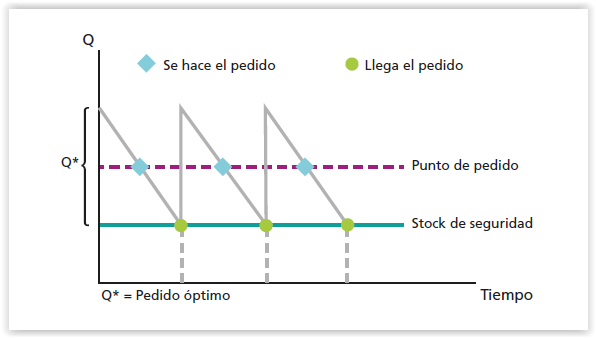 Q
Se hace el pedido
Llega el pedido
Q*
Punto de pedido
Stock de seguridad
Q* = Pedido óptimo
Tiempo